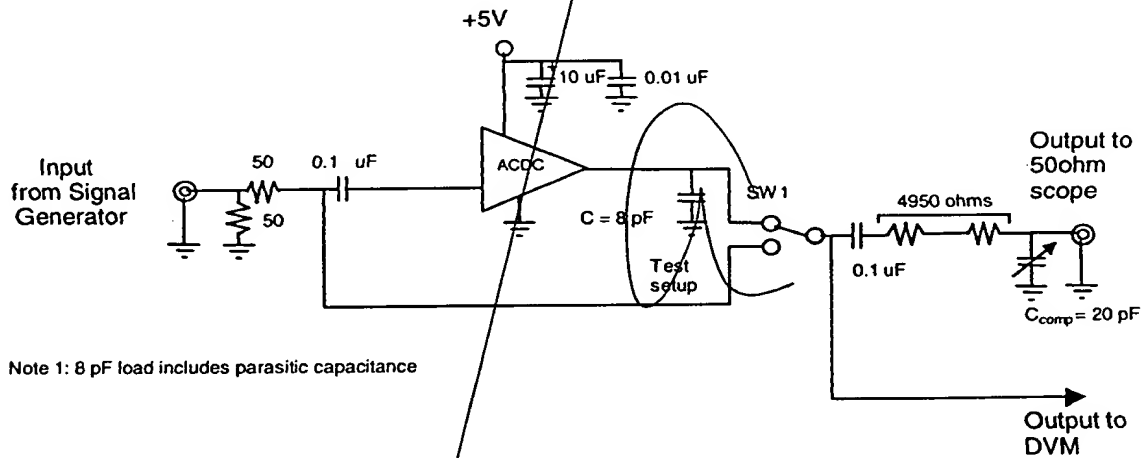 +5V
10 uF
0.01 uF
Input
from Signal
Generator
50
0.1 uF
50
ACDC
C = 8 pF
SW1
Test
setup
4950 ohms
0.1 uF
Output to
50ohm
scope
Ccomp = 20 pF
Note 1: 8 pF load includes parasitic capacitance
Output to
DVM